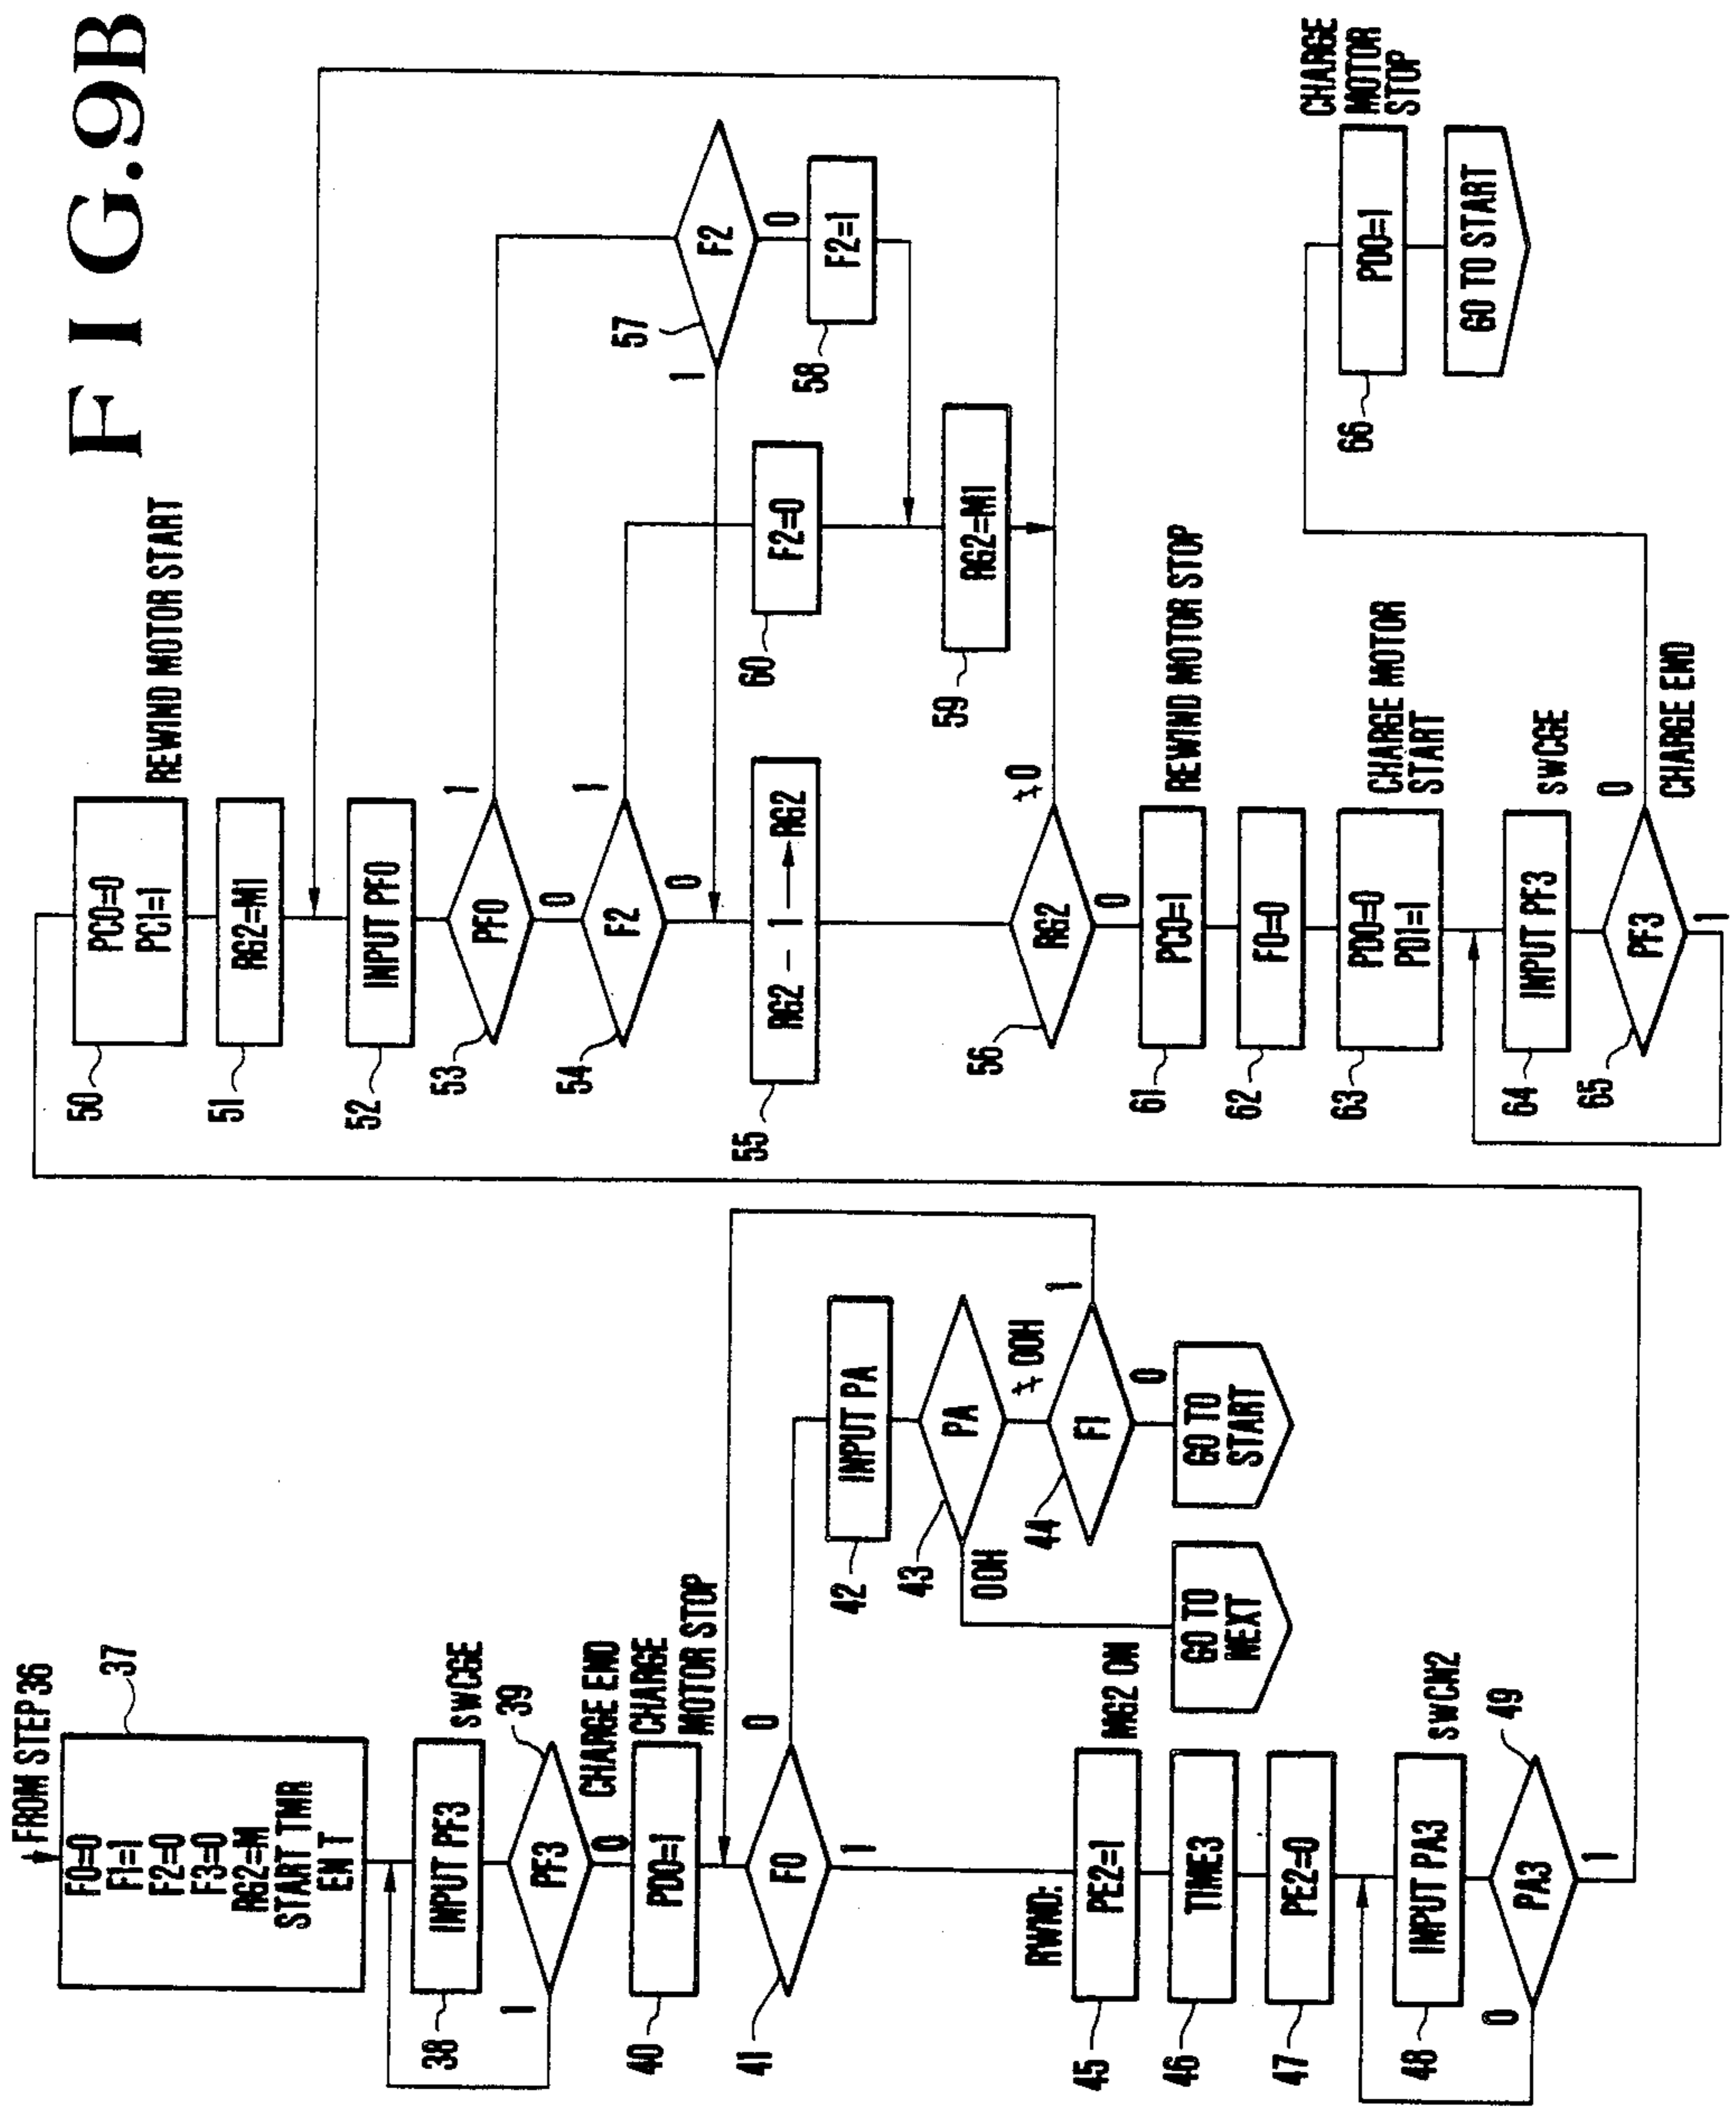 FIG.9B
FROM STEP 36
37
F0=0
F1=1
F2=0
F3=0
RG2=M
START TMR
EN T
38
INPUT PF3
SWCGE
39
PF3
1
0
CHARGE END
40
PD0=1
CHARGE
MOTOR STOP
41
F0
0
1
42
INPUT PA
43
PA
00H
≠ 00H
44
F1
1
0
GO TO
NEXT
GO TO
START
RWND:
45
PE2=1
MG2 ON
46
TIME3
47
PE2=0
48
INPUT PA3
SWCN2
49
PA3
0
1
50
PC0=0
PC1=1
REWIND MOTOR START
51
RG2=M1
52
INPUT PF0
53
PF0
1
0
54
F2
1
0
55
RG2 - 1 → RG2
56
RG2
≠ 0
0
57
F2
1
0
58
F2=1
60
F2=0
59
RG2=M1
61
PC0=1
REWIND MOTOR STOP
62
F0=0
63
PD0=0
PD1=1
CHARGE MOTOR
START
64
INPUT PF3
SWCGE
65
PF3
0
1
CHARGE END
66
PD0=1
CHARGE
MOTOR
STOP
GO TO START